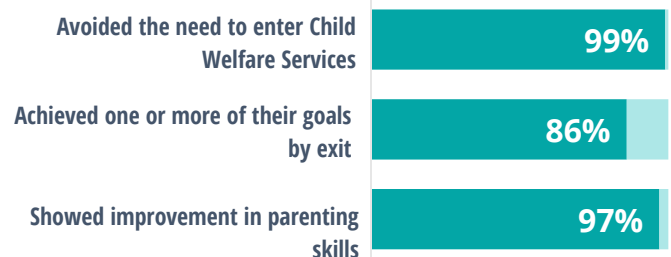 Avoided the need to enter Child
Welfare Services
99%
Achieved one or more of their goals
by exit
86%
Showed improvement in parenting
skills
97%